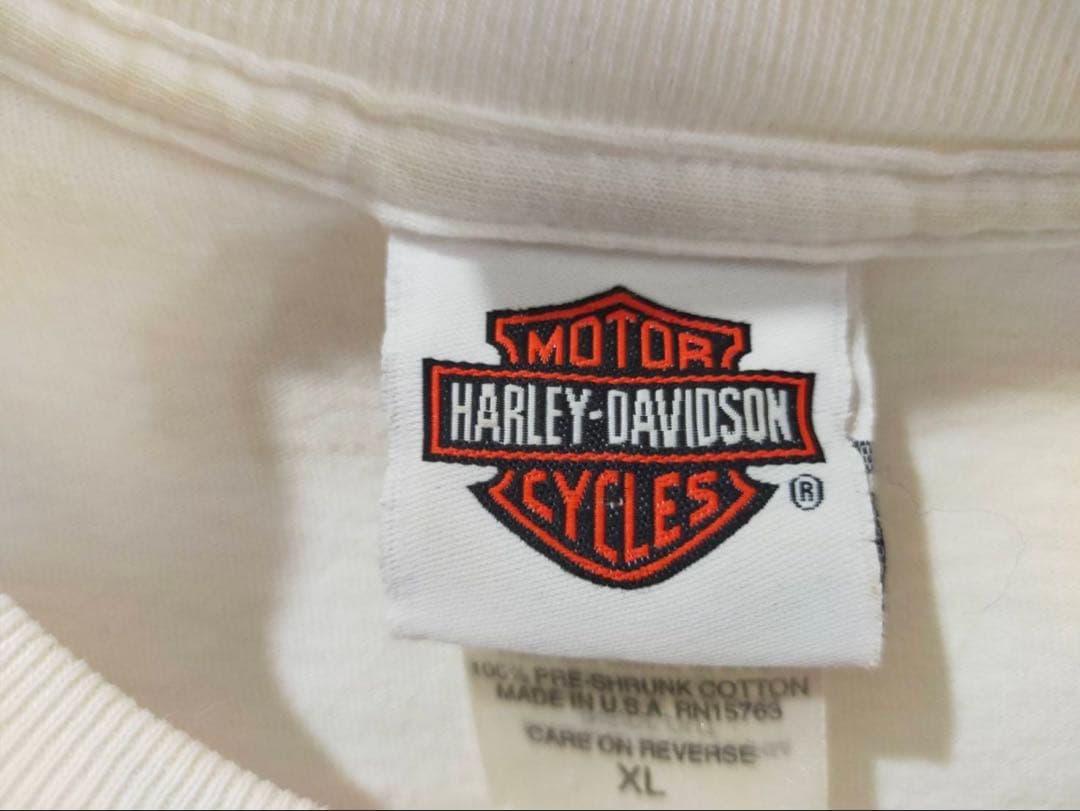 MOTOR
HARLEY-DAVIDSON
CYCLES
®
100% PRE-SHRUNK COTTON
MADE IN U.S.A. RN15763
CARE ON REVERSE
XL